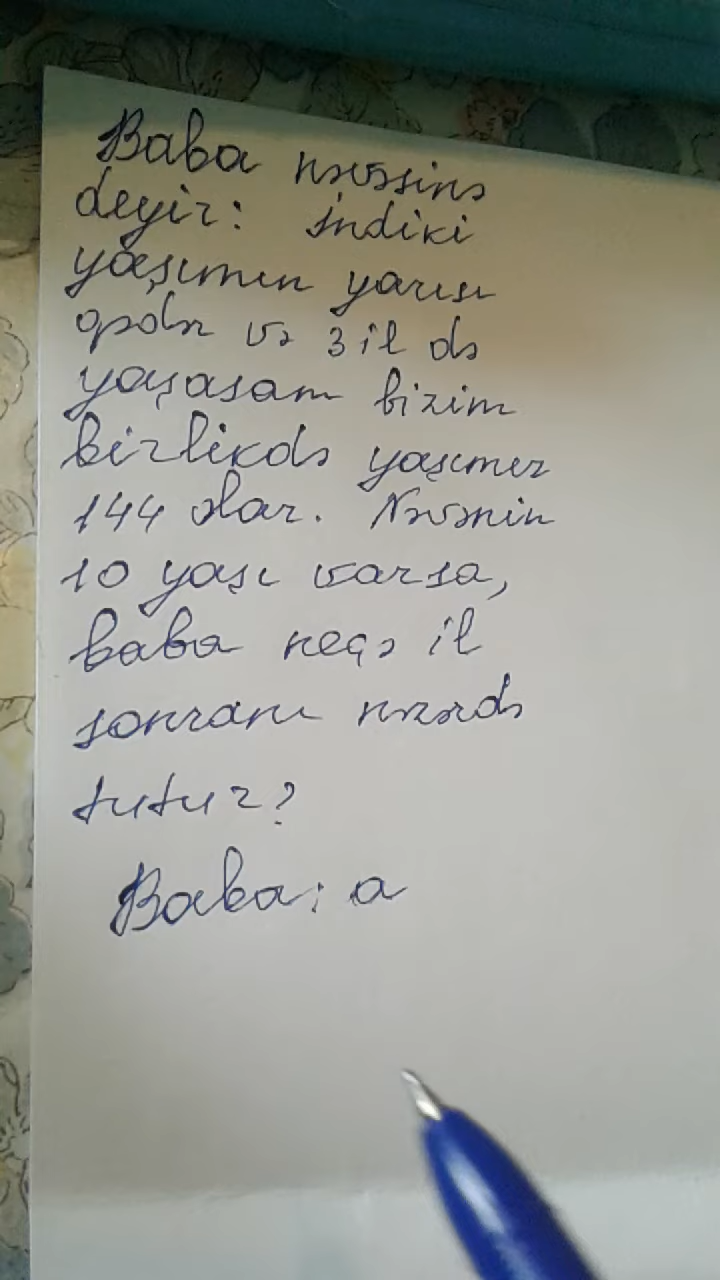 Baba nəvəsinə
deyir: İndiki
yaşımın yarısı
qədər və 3 il də
yaşasam bizim
birlikdə yaşımız
144 olar. Nəvənin
10 yaşı varsa,
baba neçə il
sonranı nəzərdə
tutur?
Baba: a